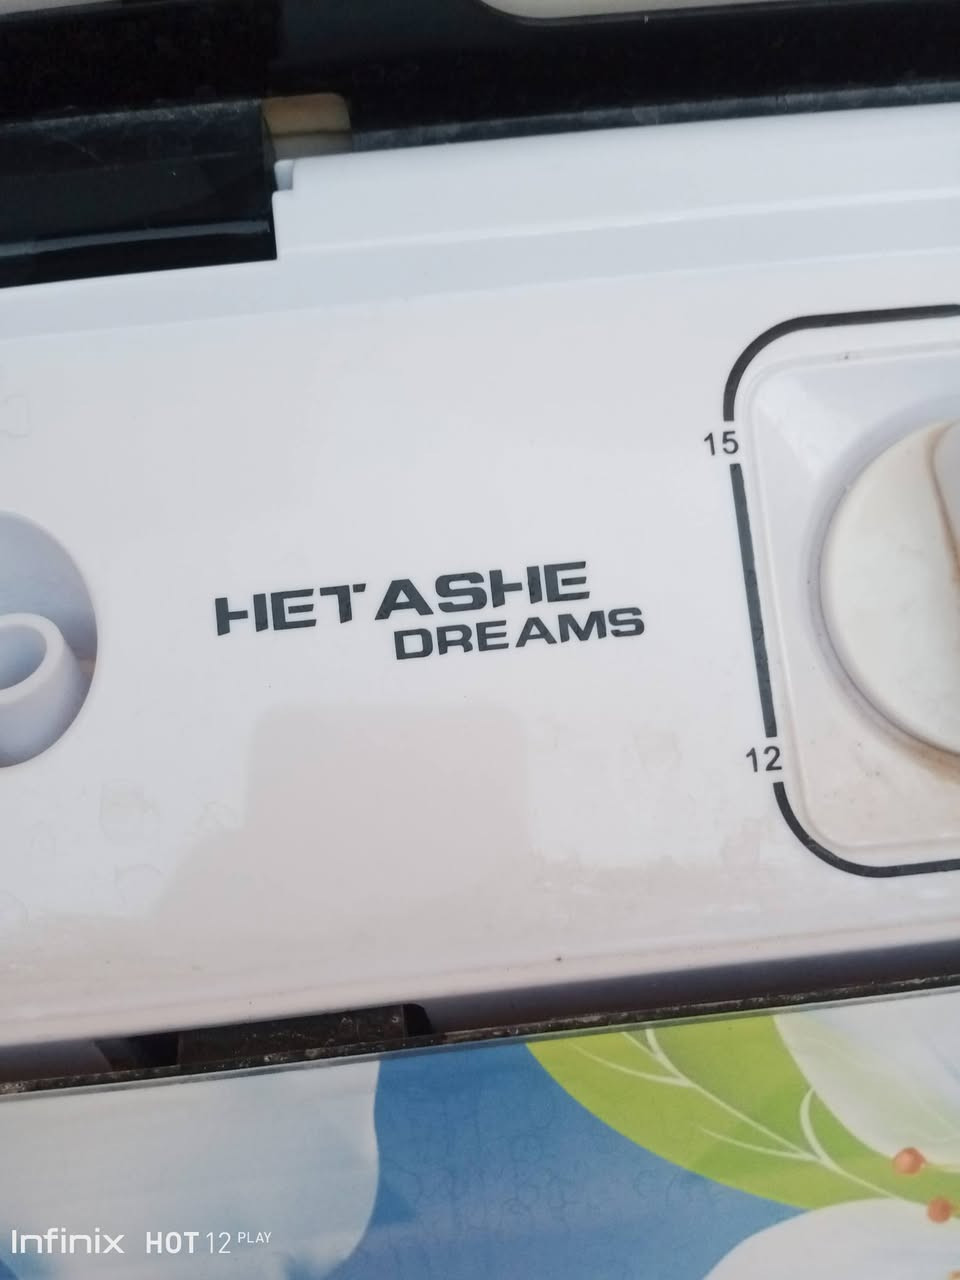 15
HETASHE
DREAMS
12
Infinix HOT 12 PLAY